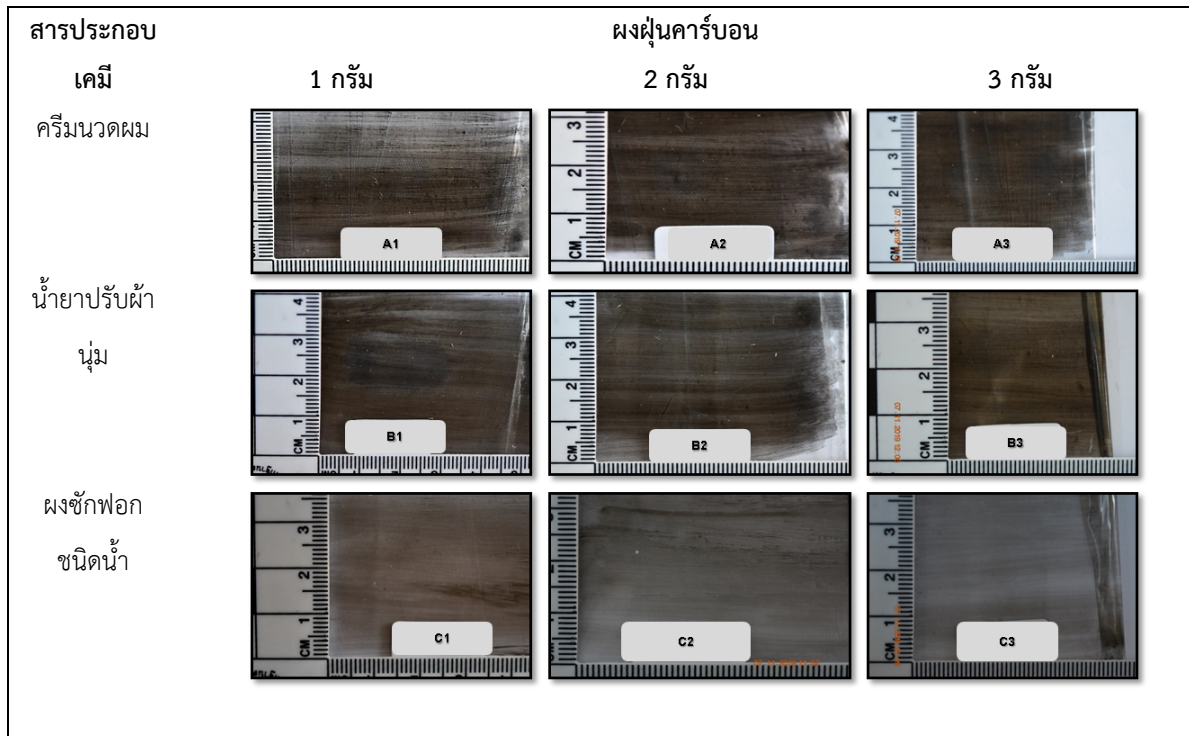 สารประกอบ ผงฝุ่นคาร์บอน
เคมี 1 กรัม 2 กรัม 3 กรัม
ครีมนวดผม
A1 A2 A3
น้ำยาปรับผ้า
นุ่ม
B1 B2 B3
ผงซักฟอก
ชนิดน้ำ
C1 C2 C3